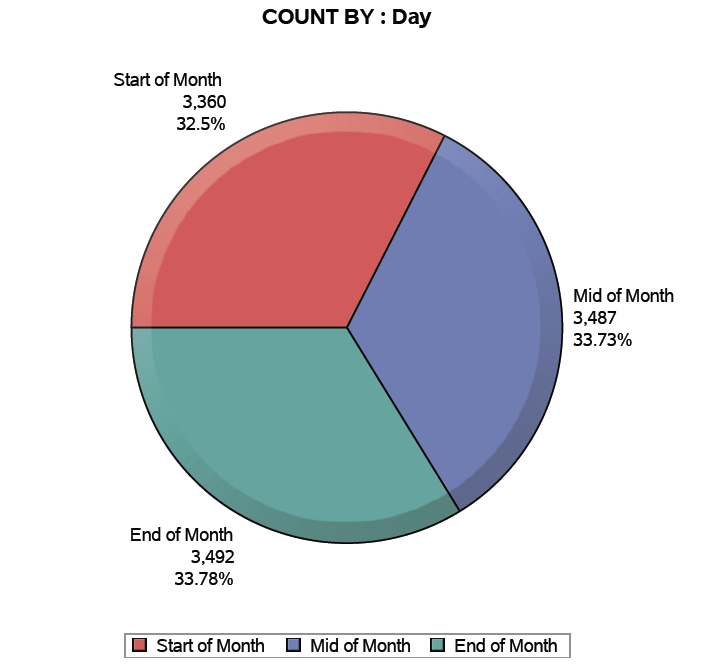 COUNT BY : Day
Start of Month
3,360
32.5%
Mid of Month
3,487
33.73%
End of Month
3,492
33.78%
Start of Month Mid of Month End of Month